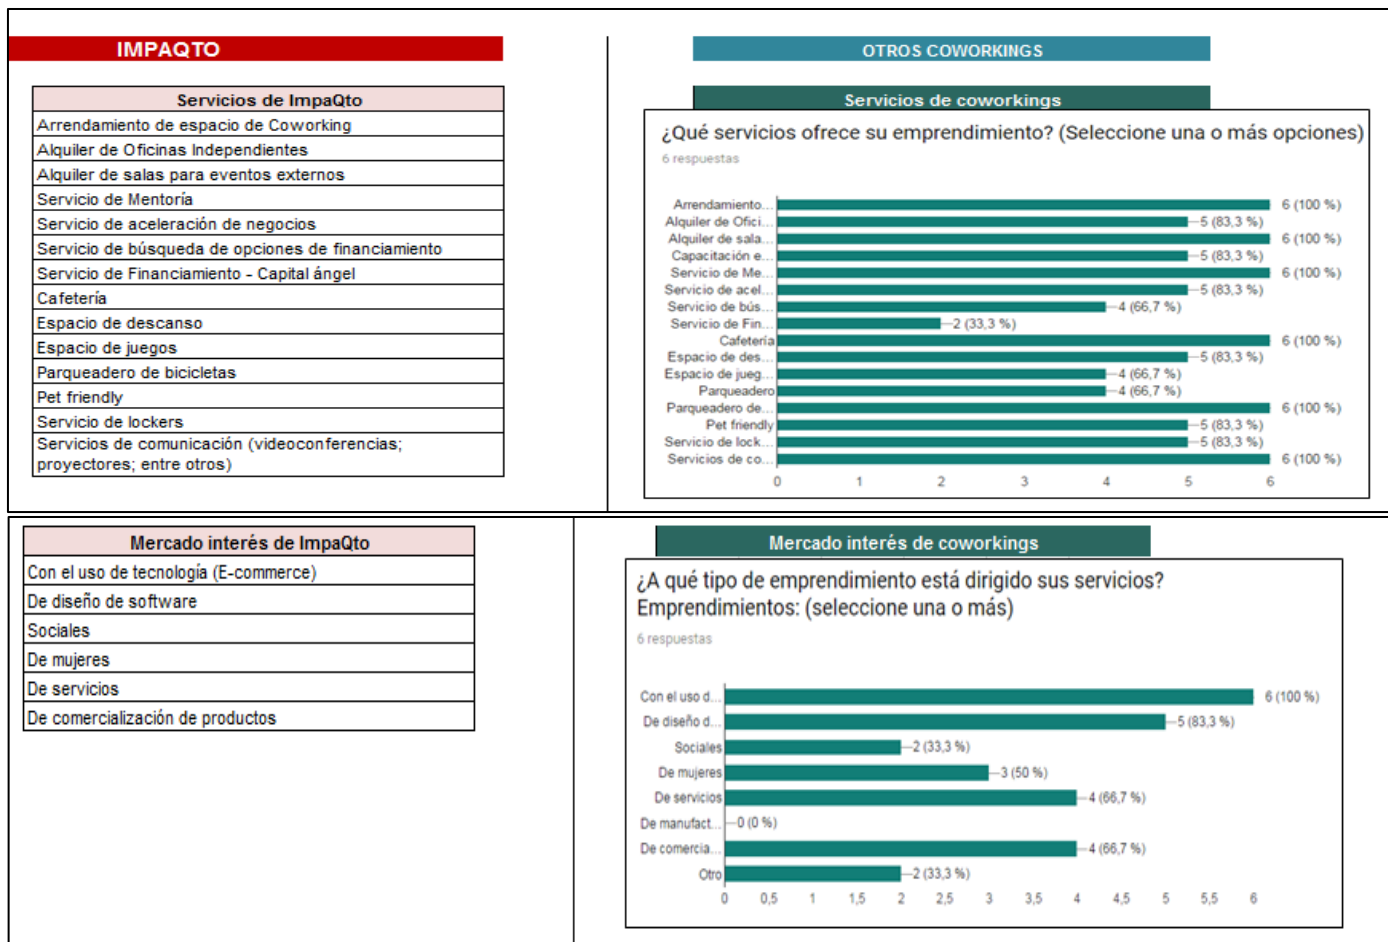 IMPAQTO
Servicios de ImpaQto
Arrendamiento de espacio de Coworking
Alquiler de Oficinas Independientes
Alquiler de salas para eventos externos
Servicio de Mentoría
Servicio de aceleración de negocios
Servicio de búsqueda de opciones de financiamiento
Servicio de Financiamiento - Capital ángel
Cafetería
Espacio de descanso
Espacio de juegos
Parqueadero de bicicletas
Pet friendly
Servicio de lockers
Servicios de comunicación (videoconferencias;
proyectores; entre otros)
OTROS COWORKINGS
Servicios de coworkings
¿Qué servicios ofrece su emprendimiento? (Seleccione una o más opciones)
6 respuestas
Arrendamiento... 6 (100 %)
Alquiler de Ofici... 5 (83,3 %)
Alquiler de sala... 6 (100 %)
Capacitación e... 5 (83,3 %)
Servicio de Me... 6 (100 %)
Servicio de acel... 5 (83,3 %)
Servicio de bús... 4 (66,7 %)
Servicio de Fin... 2 (33,3 %)
Cafetería 6 (100 %)
Espacio de des... 5 (83,3 %)
Espacio de jueg... 4 (66,7 %)
Parqueadero 4 (66,7 %)
Parqueadero de... 6 (100 %)
Pet friendly 5 (83,3 %)
Servicio de lock... 5 (83,3 %)
Servicios de co... 6 (100 %)
0 1 2 3 4 5 6
Mercado interés de ImpaQto
Con el uso de tecnología (E-commerce)
De diseño de software
Sociales
De mujeres
De servicios
De comercialización de productos
Mercado interés de coworkings
¿A qué tipo de emprendimiento está dirigido sus servicios?
Emprendimientos: (seleccione una o más)
6 respuestas
Con el uso d... 6 (100 %)
De diseño d... 5 (83,3 %)
Sociales 2 (33,3 %)
De mujeres 3 (50 %)
De servicios 4 (66,7 %)
De manufact... 0 (0 %)
De comercia... 4 (66,7 %)
Otro 2 (33,3 %)
0 0,5 1 1,5 2 2,5 3 3,5 4 4,5 5 5,5 6